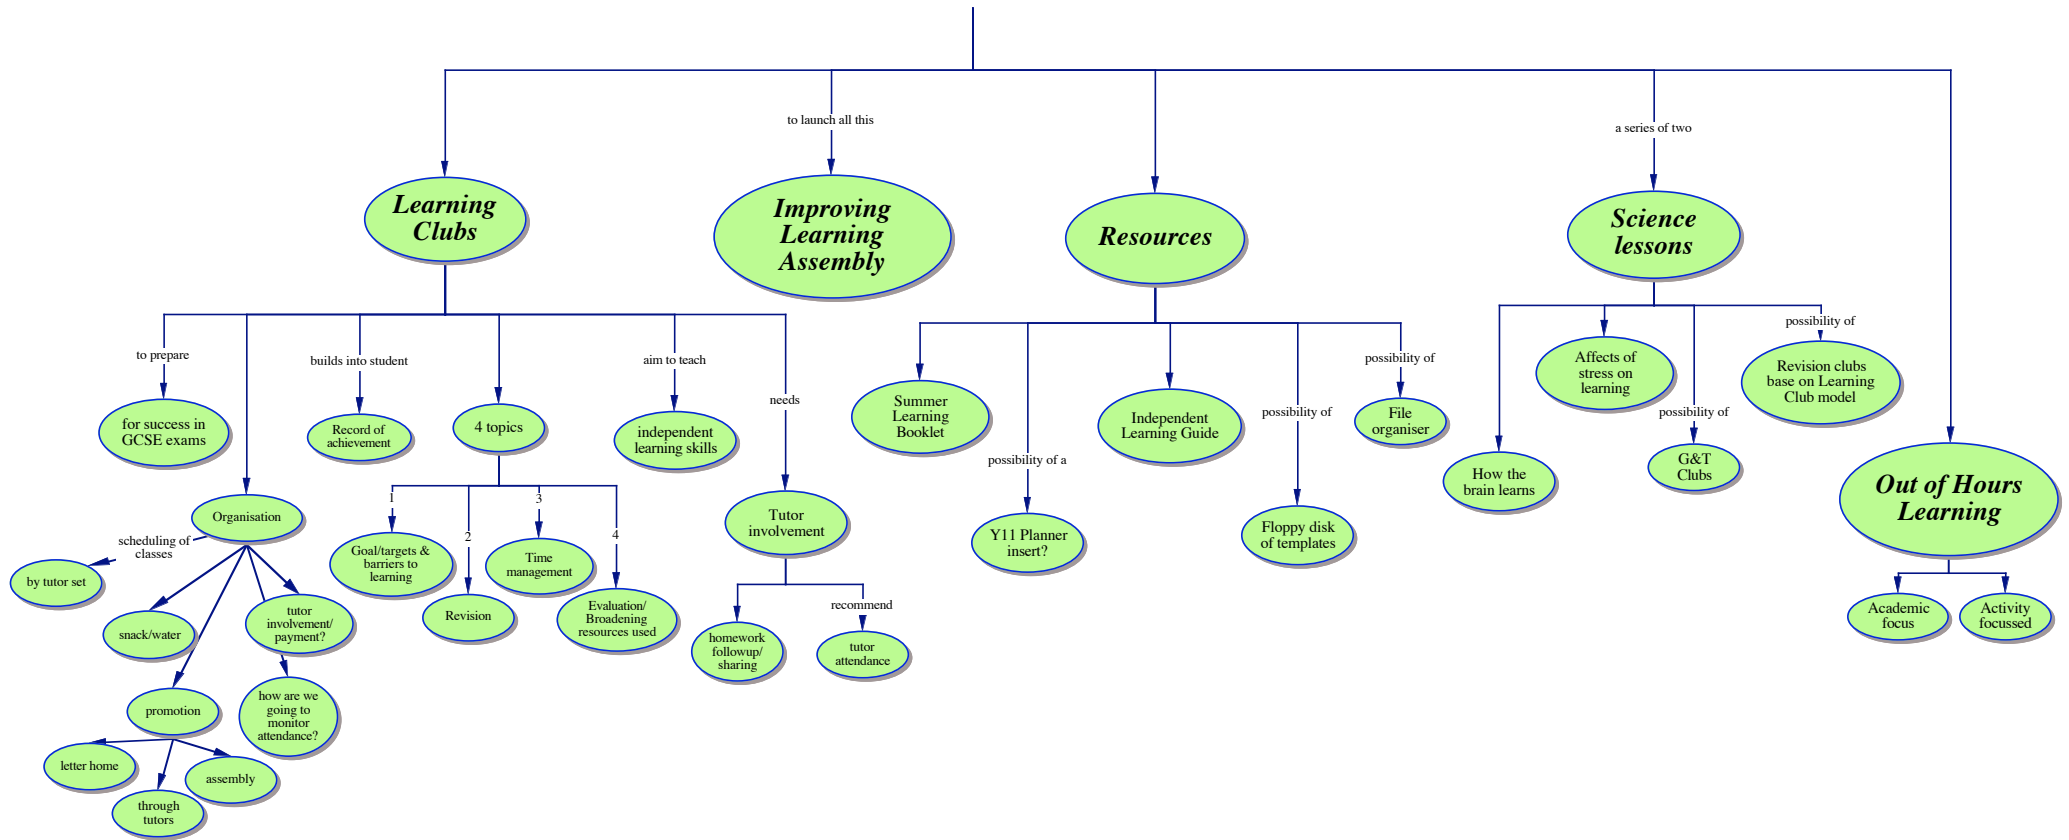 to launch all this
a series of two
Learning
Clubs
Improving
Learning
Assembly
Resources
Science
lessons
Out of Hours
Learning
to prepare
for success in
GCSE exams
Organisation
scheduling of
classes
by tutor set
snack/water
promotion
letter home
through
tutors
assembly
tutor
involvement/
payment?
how are we
going to
monitor
attendance?
builds into student
Record of
achievement
4 topics
1
Goal/targets &
barriers to
learning
2
Revision
3
Time
management
4
Evaluation/
Broadening
resources used
aim to teach
independent
learning skills
needs
Tutor
involvement
homework
followup/
sharing
recommend
tutor
attendance
Summer
Learning
Booklet
possibility of a
Y11 Planner
insert?
Independent
Learning Guide
possibility of
Floppy disk
of templates
possibility of
File
organiser
How the
brain learns
Affects of
stress on
learning
possibility of
G&T
Clubs
possibility of
Revision clubs
base on Learning
Club model
Academic
focus
Activity
focussed